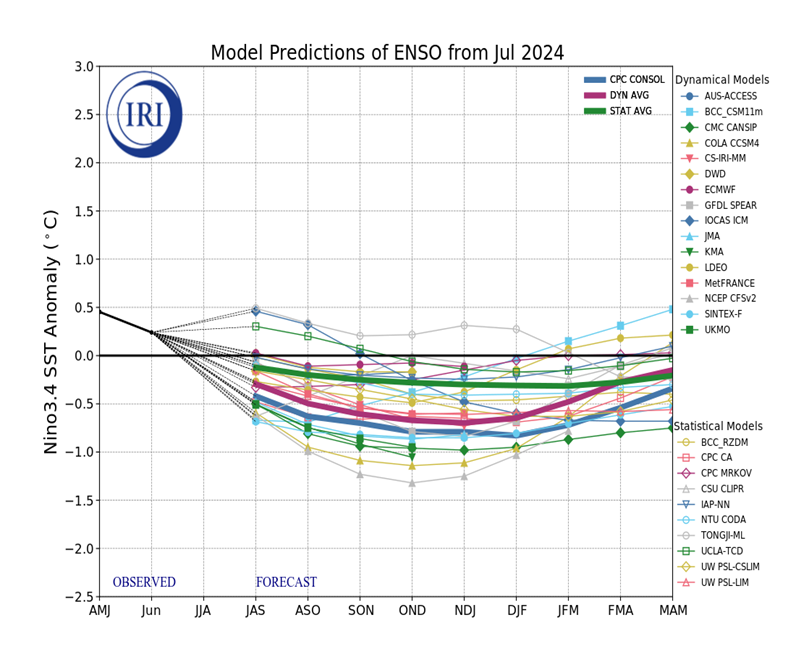 Model Predictions of ENSO from Jul 2024
Nino3.4 SST Anomaly (°C)
3.0
2.5
2.0
1.5
1.0
0.5
0.0
−0.5
−1.0
−1.5
−2.0
−2.5
IRI
CPC CONSOL
DYN AVG
STAT AVG
OBSERVED
FORECAST
AMJ Jun JJA JAS ASO SON OND NDJ DJF JFM FMA MAM
Dynamical Models
AUS-ACCESS
BCC_CSM11m
CMC CANSIP
COLA CCSM4
CS-IRI-MM
DWD
ECMWF
GFDL SPEAR
IOCAS ICM
JMA
KMA
LDEO
MetFRANCE
NCEP CFSv2
SINTEX-F
UKMO
Statistical Models
BCC_RZDM
CPC CA
CPC MRKOV
CSU CLIPR
IAP-NN
NTU CODA
TONGJI-ML
UCLA-TCD
UW PSL-CSLIM
UW PSL-LIM